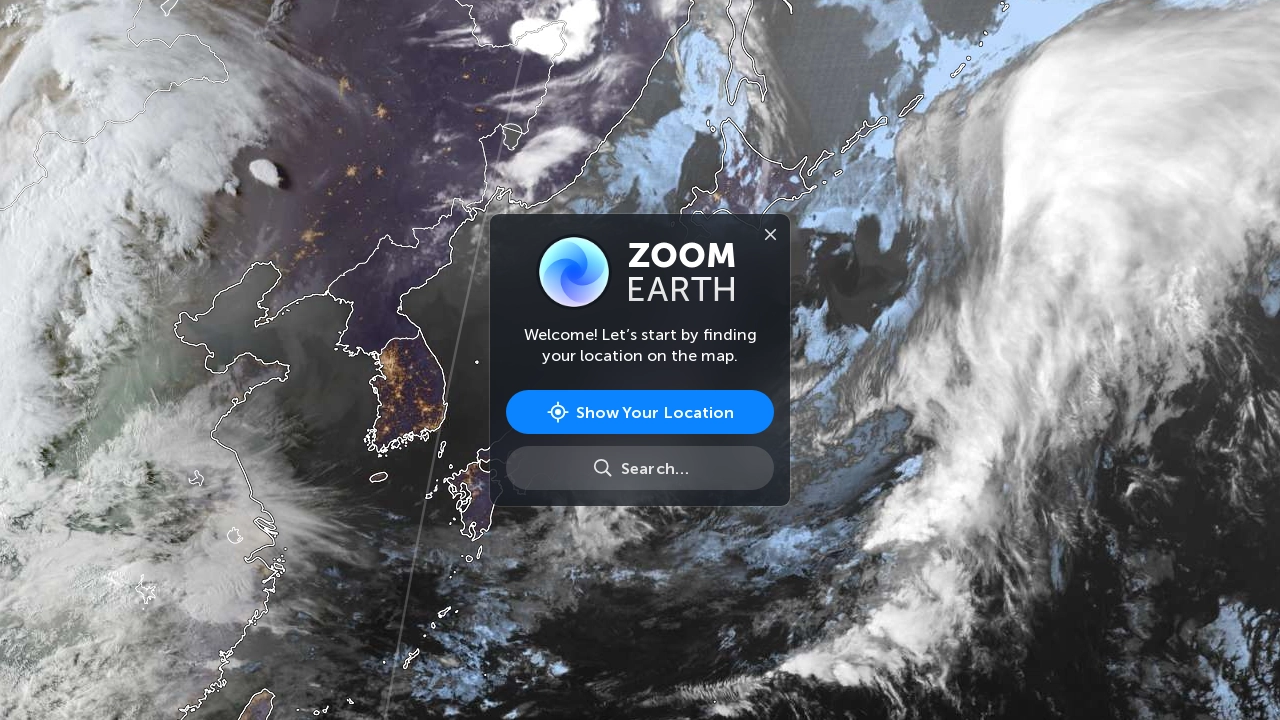 ZOOM
EARTH
Welcome! Let’s start by finding
your location on the map.
Show Your Location
Search…